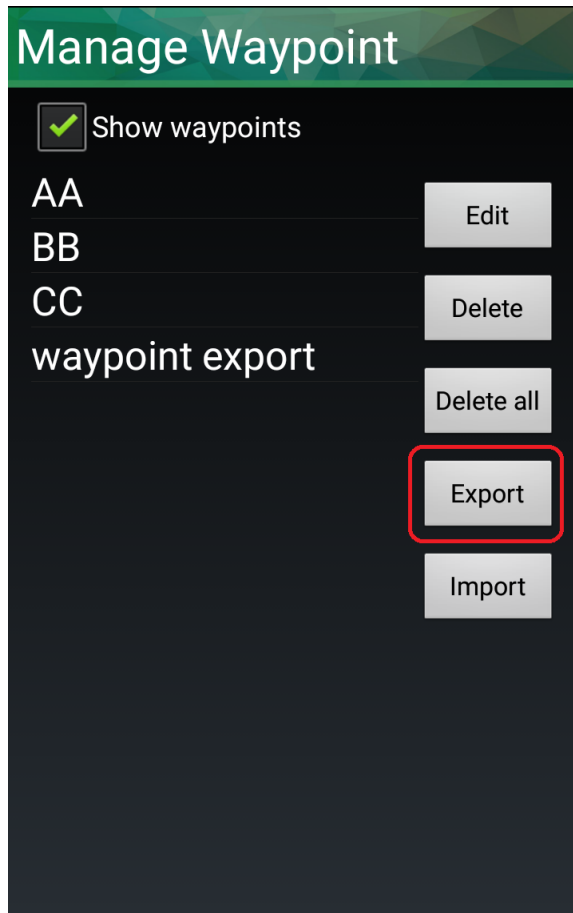 Manage Waypoint
Show waypoints
AA
BB
CC
waypoint export
Edit
Delete
Delete all
Export
Import